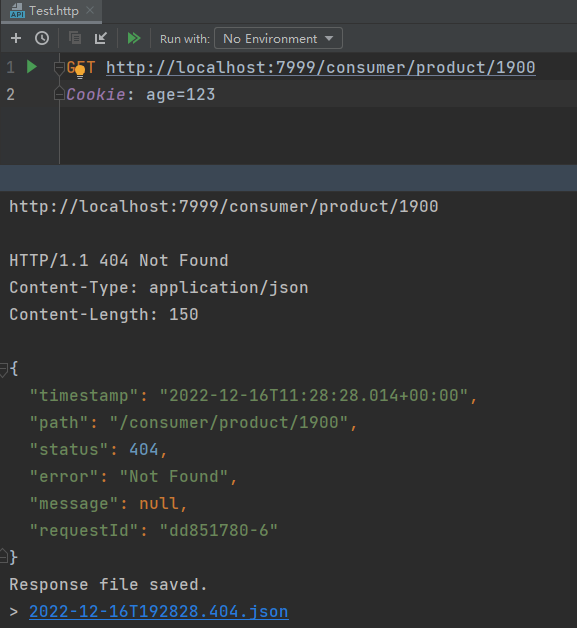 Test.http
Run with: No Environment
1 GET http://localhost:7999/consumer/product/1900
2 Cookie: age=123
http://localhost:7999/consumer/product/1900
HTTP/1.1 404 Not Found
Content-Type: application/json
Content-Length: 150
{
"timestamp": "2022-12-16T11:28:28.014+00:00",
"path": "/consumer/product/1900",
"status": 404,
"error": "Not Found",
"message": null,
"requestId": "dd851780-6"
}
Response file saved.
> 2022-12-16T192828.404.json